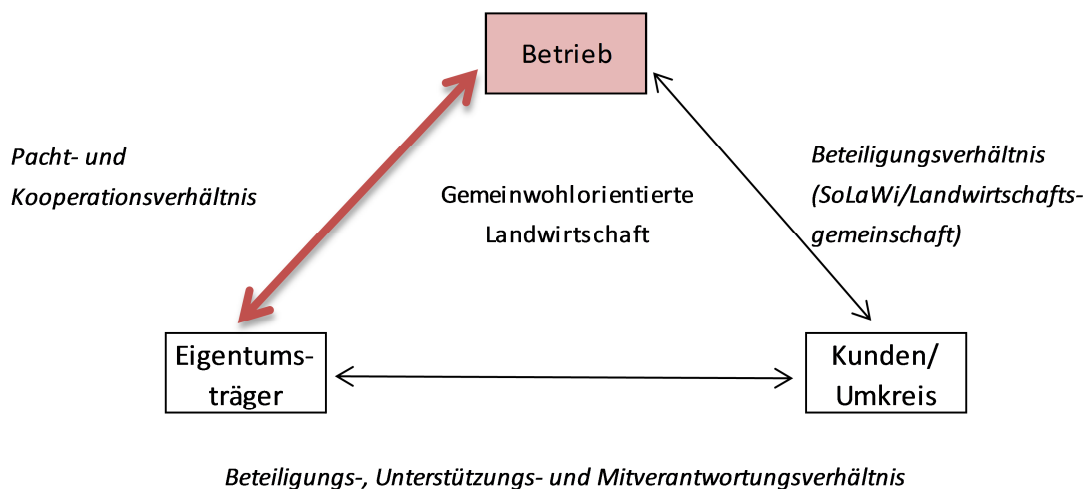 Betrieb
Pacht- und
Kooperationsverhältnis
Gemeinwohlorientierte
Landwirtschaft
Beteiligungsverhältnis
(SoLaWi/Landwirtschafts-
gemeinschaft)
Eigentums-
träger
Kunden/
Umkreis
Beteiligungs-, Unterstützungs- und Mitverantwortungsverhältnis